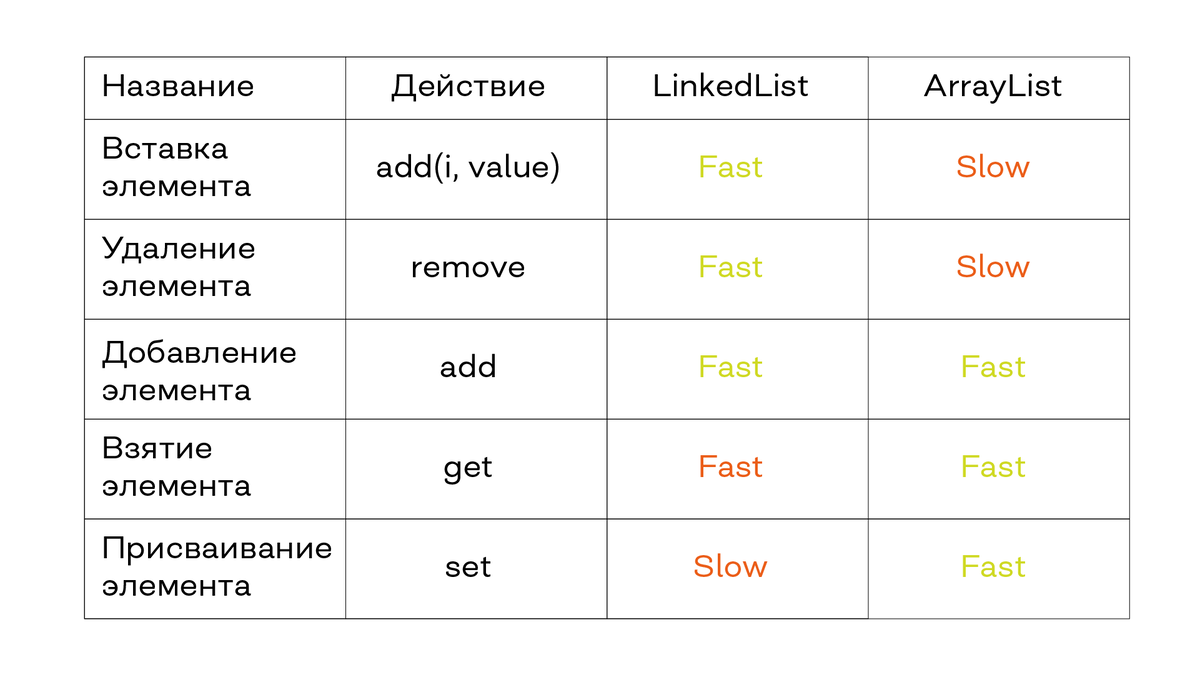 Название
Действие
LinkedList
ArrayList
Вставка
элемента
add(i, value)
Fast
Slow
Удаление
элемента
remove
Fast
Slow
Добавление
элемента
add
Fast
Fast
Взятие
элемента
get
Fast
Fast
Присваивание
элемента
set
Slow
Fast